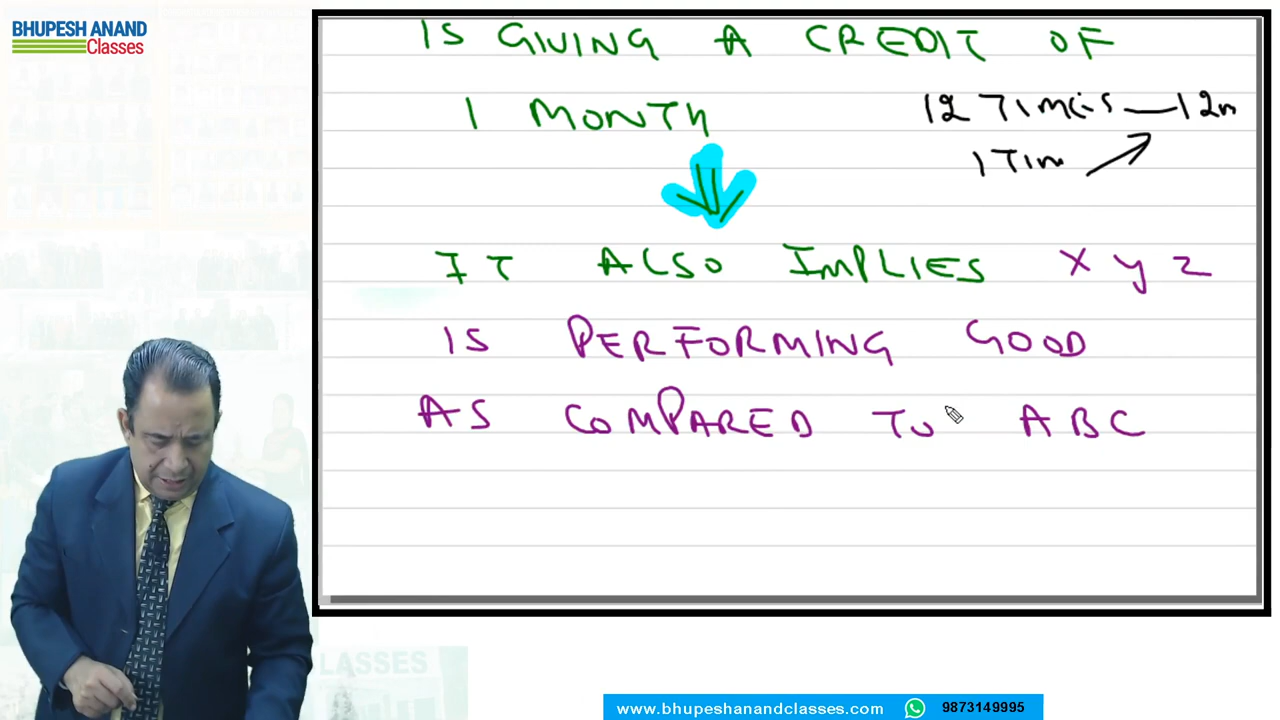 BHUPESH ANAND
Classes
IS GIVING A CREDIT OF
1 MONTH
12 TIMES — 12m
1 TIM
IT ALSO IMPLIES XYZ
IS PERFORMING GOOD
AS COMPARED TO ABC
CLASSES
www.bhupeshanandclasses.com 9873149995